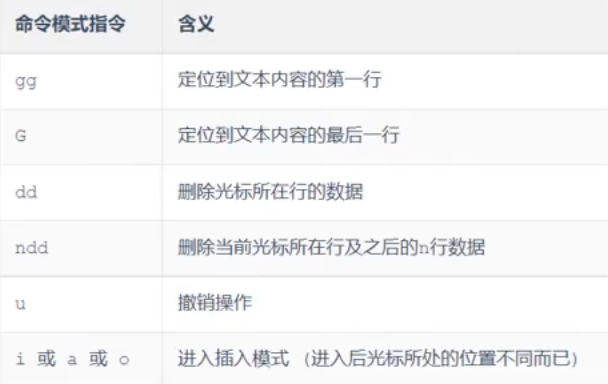 命令模式指令 含义
gg 定位到文本内容的第一行
G 定位到文本内容的最后一行
dd 删除光标所在行的数据
ndd 删除当前光标所在行及之后的n行数据
u 撤销操作
i 或 a 或 o 进入插入模式 （进入后光标所处的位置不同而已）